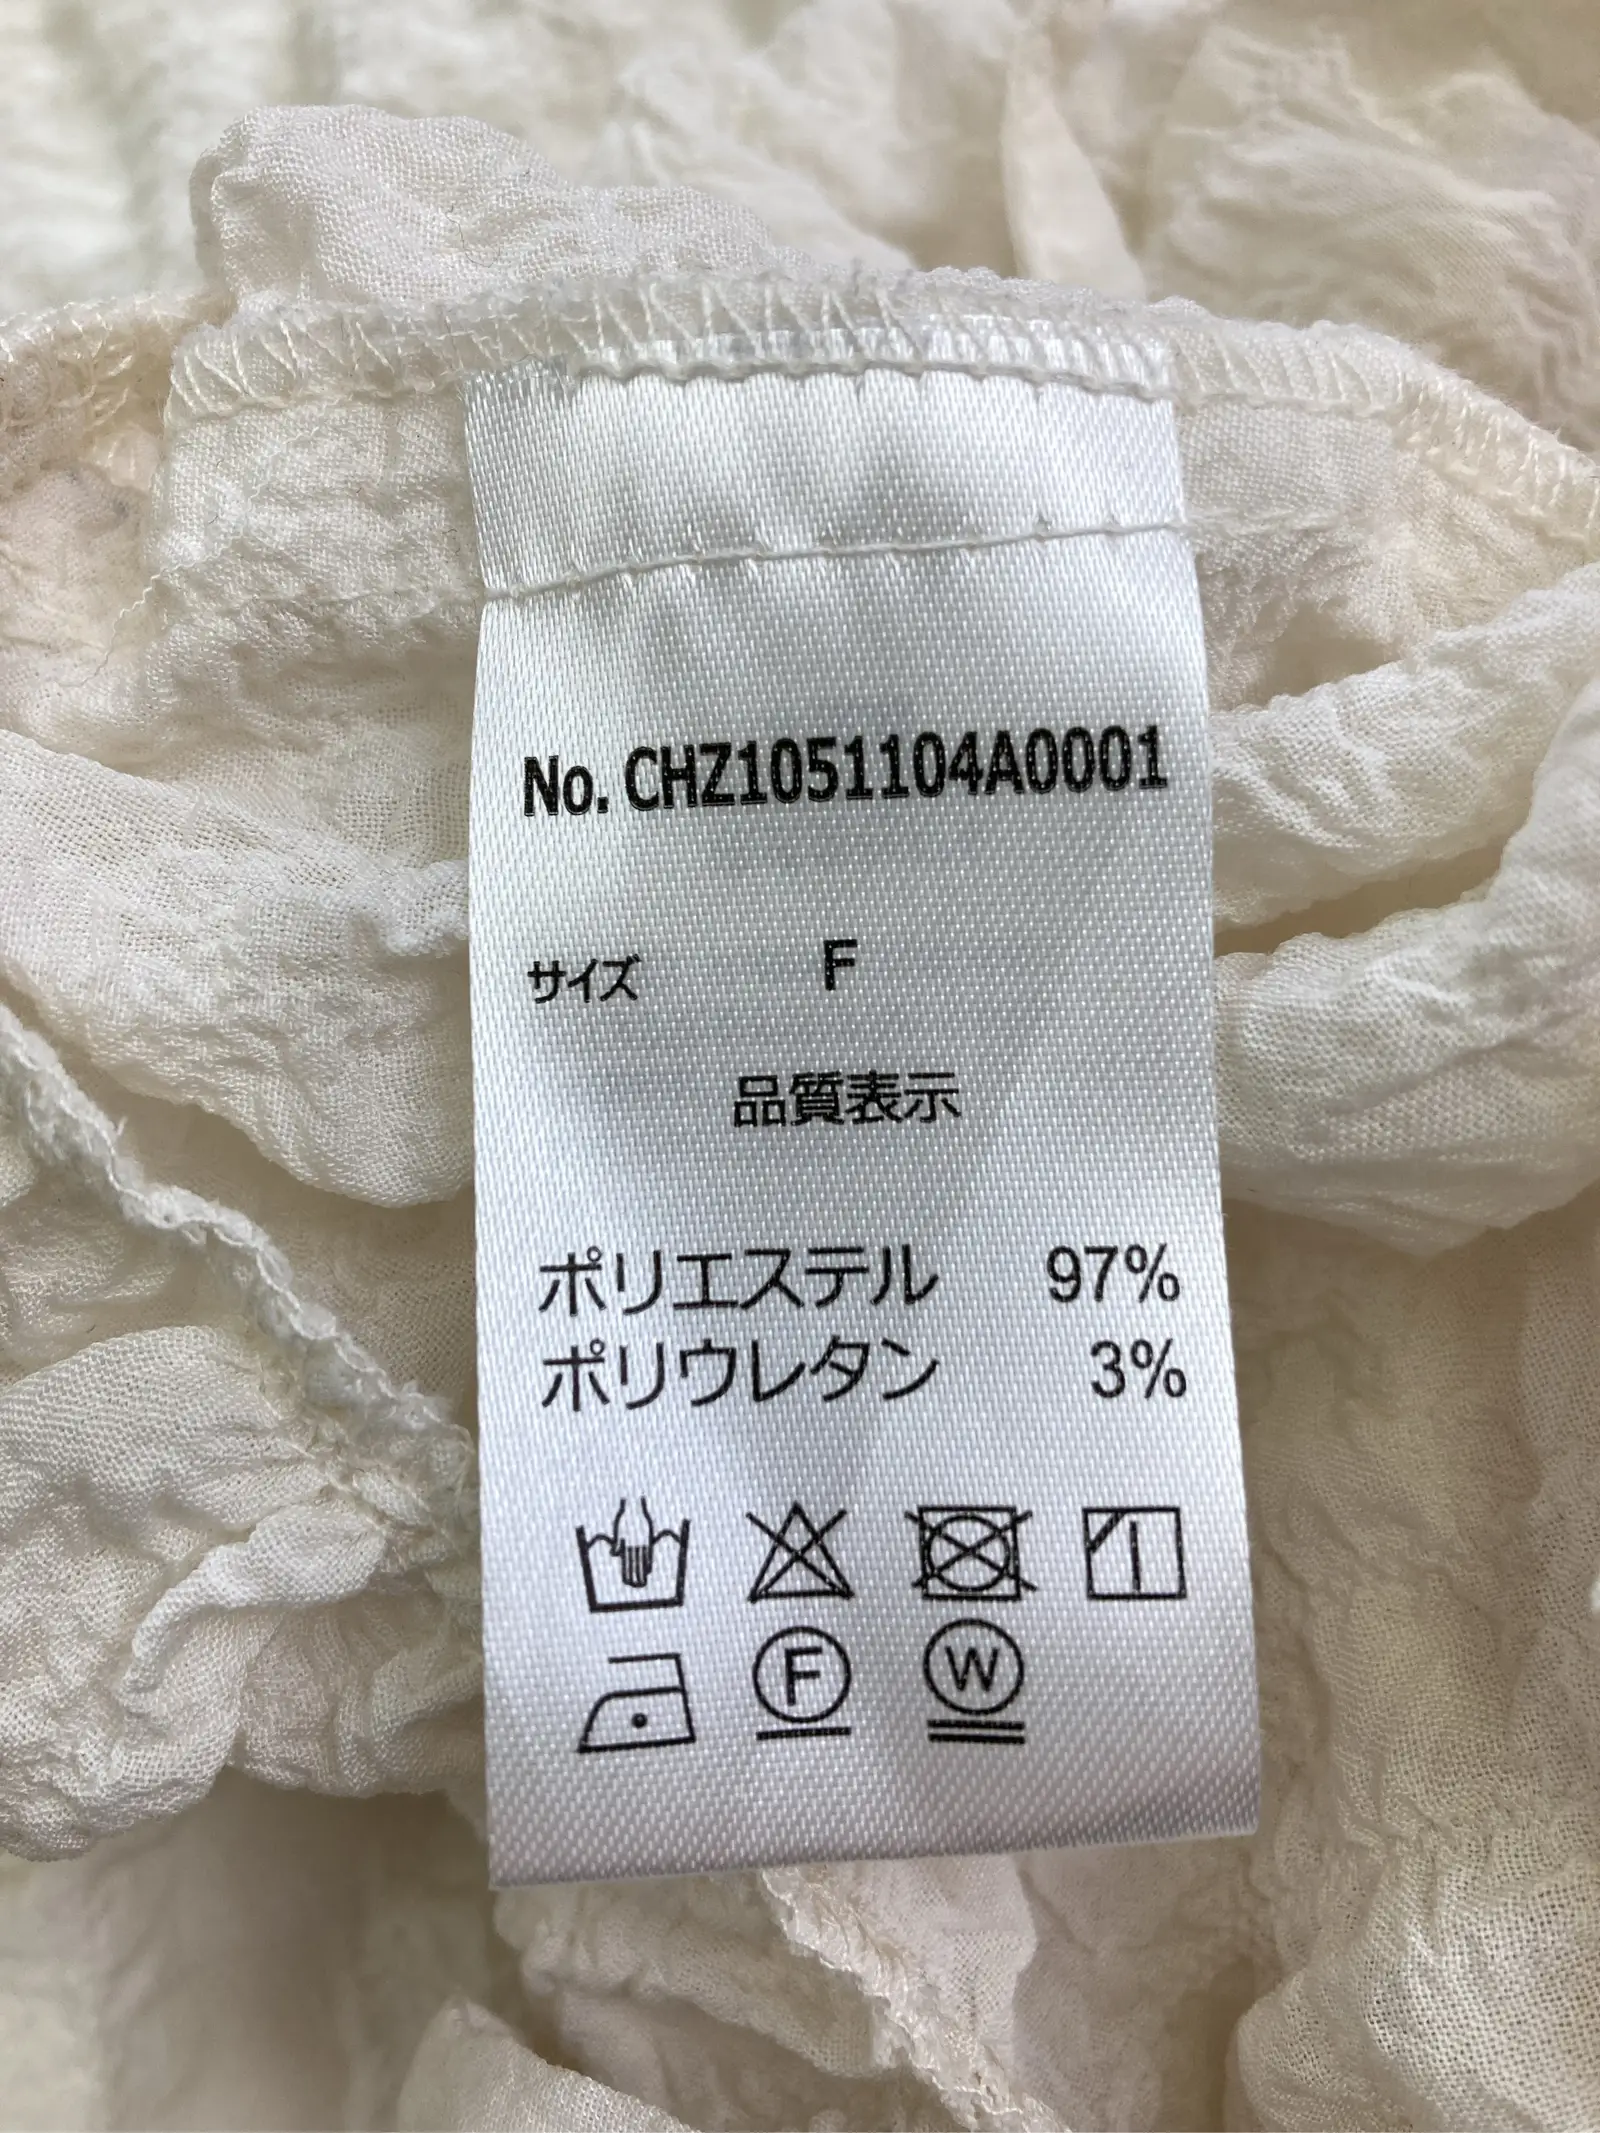 No. CHZ1051104A0001
サイズ F
品質表示
ポリエステル 97%
ポリウレタン 3%
F W